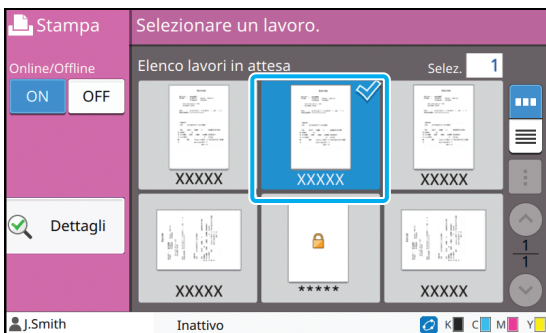 Stampa
Selezionare un lavoro.
Online/Offline
ON OFF
Elenco lavori in attesa
Selez. 1
XXXXX XXXXX XXXXX
Dettagli
XXXXX ***** XXXXX
1
1
J.Smith
Inattivo
K C M Y